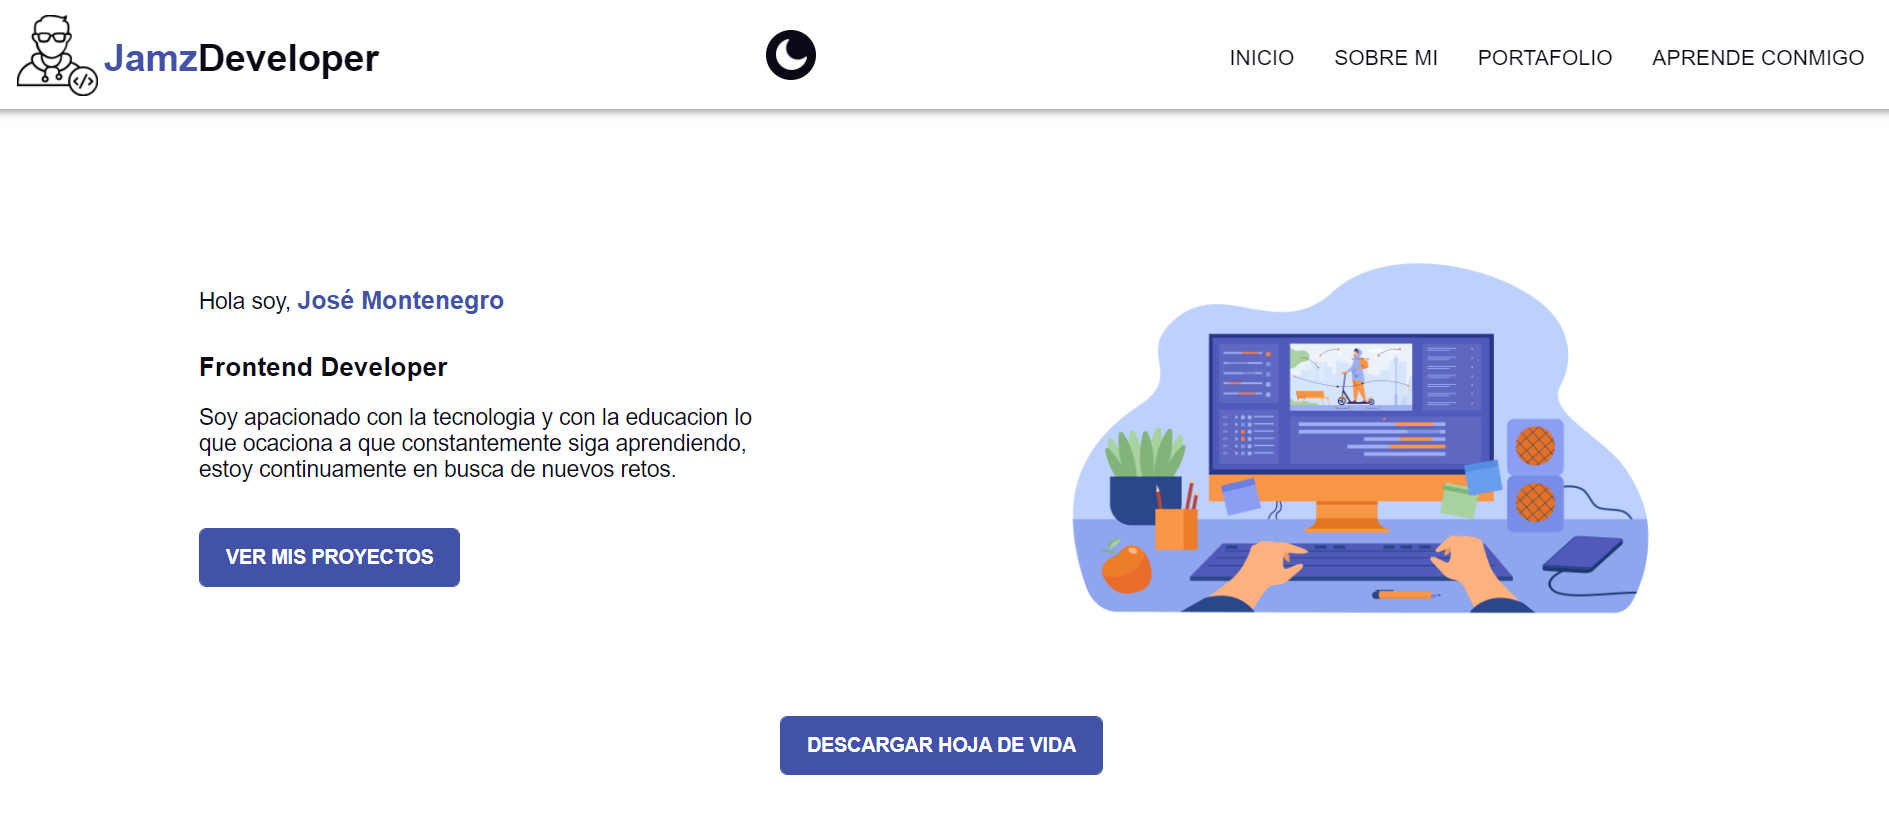 JamzDeveloper
INICIO SOBRE MI PORTAFOLIO APRENDE CONMIGO
Hola soy, José Montenegro
Frontend Developer
Soy apacionado con la tecnologia y con la educacion lo
que ocaciona a que constantemente siga aprendiendo,
estoy continuamente en busca de nuevos retos.
VER MIS PROYECTOS
DESCARGAR HOJA DE VIDA